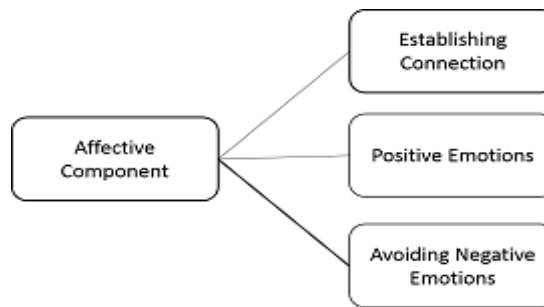 Establishing
Connection
Affective
Component
Positive Emotions
Avoiding Negative
Emotions